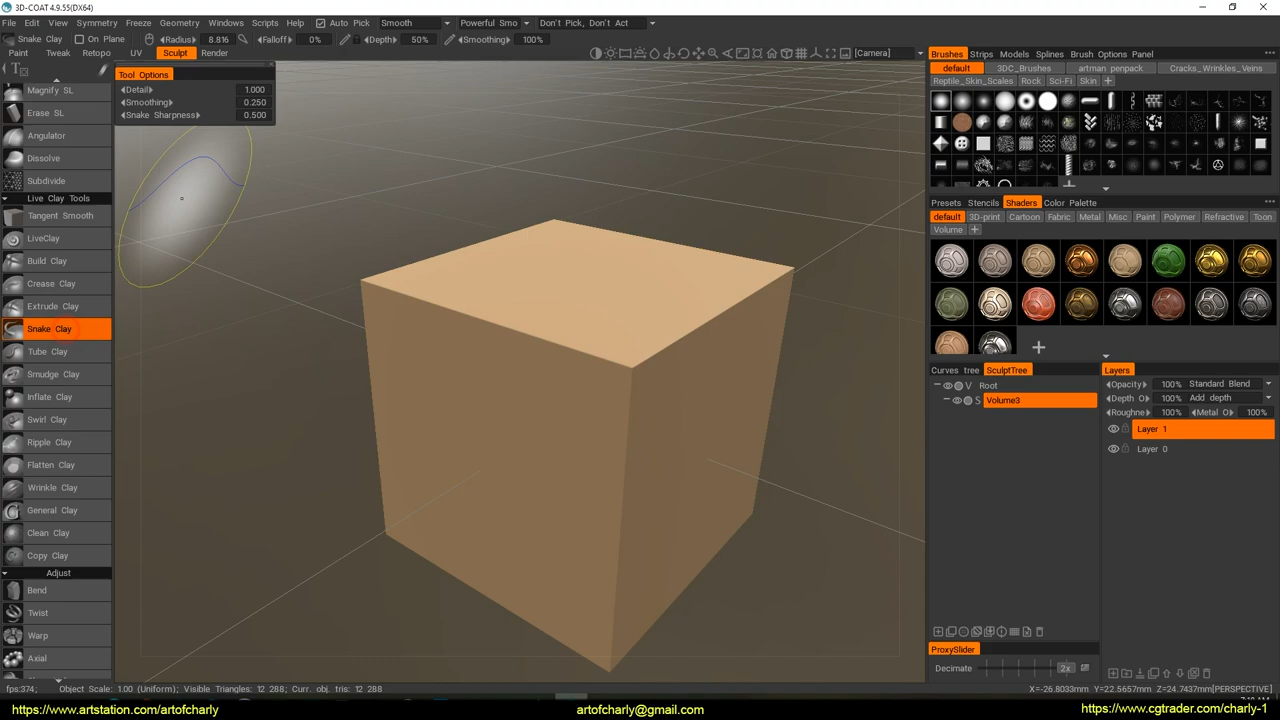 3D-COAT 4.9.55(DX64)
File Edit View Symmetry Freeze Geometry Windows Scripts Help Auto Pick Smooth Powerful Smo Don't Pick, Don't Act
Snake Clay On Plane Radius 8.816 Falloff 0% Depth 50% Smoothing 100% [Camera]
Paint Tweak Retopo UV Sculpt Render
Tool Options
Detail 1.000
Smoothing 0.250
Snake Sharpness 0.500
Magnify SL
Erase SL
Angulator
Dissolve
Subdivide
Live Clay Tools
Tangent Smooth
LiveClay
Build Clay
Crease Clay
Extrude Clay
Snake Clay
Tube Clay
Smudge Clay
Inflate Clay
Swirl Clay
Ripple Clay
Flatten Clay
Wrinkle Clay
General Clay
Clean Clay
Copy Clay
Adjust
Bend
Twist
Warp
Axial
Brushes Strips Models Splines Brush Options Panel
default 3DC_Brushes artman penpack Cracks_Wrinkles_Veins
Reptile_Skin_Scales Rock Sci-Fi Skin +
Presets Stencils Shaders Color Palette
default 3D-print Cartoon Fabric Metal Misc Paint Polymer Refractive Toon
Volume +
Curves tree SculptTree
V Root
S Volume3
Layers
Opacity 100% Standard Blend
Depth O 100% Add depth
Roughne 100% Metal O 100%
Layer 1
Layer 0
ProxySlider
Decimate 2x
fps:374; Object Scale: 1.00 (Uniform); Visible Triangles: 12 288; Curr. obj. tris: 12 288 X=-26.8033mm Y=22.5657mm Z=24.7437mm[PERSPECTIVE]
https://www.artstation.com/artofcharly artofcharly@gmail.com https://www.cgtrader.com/charly-1